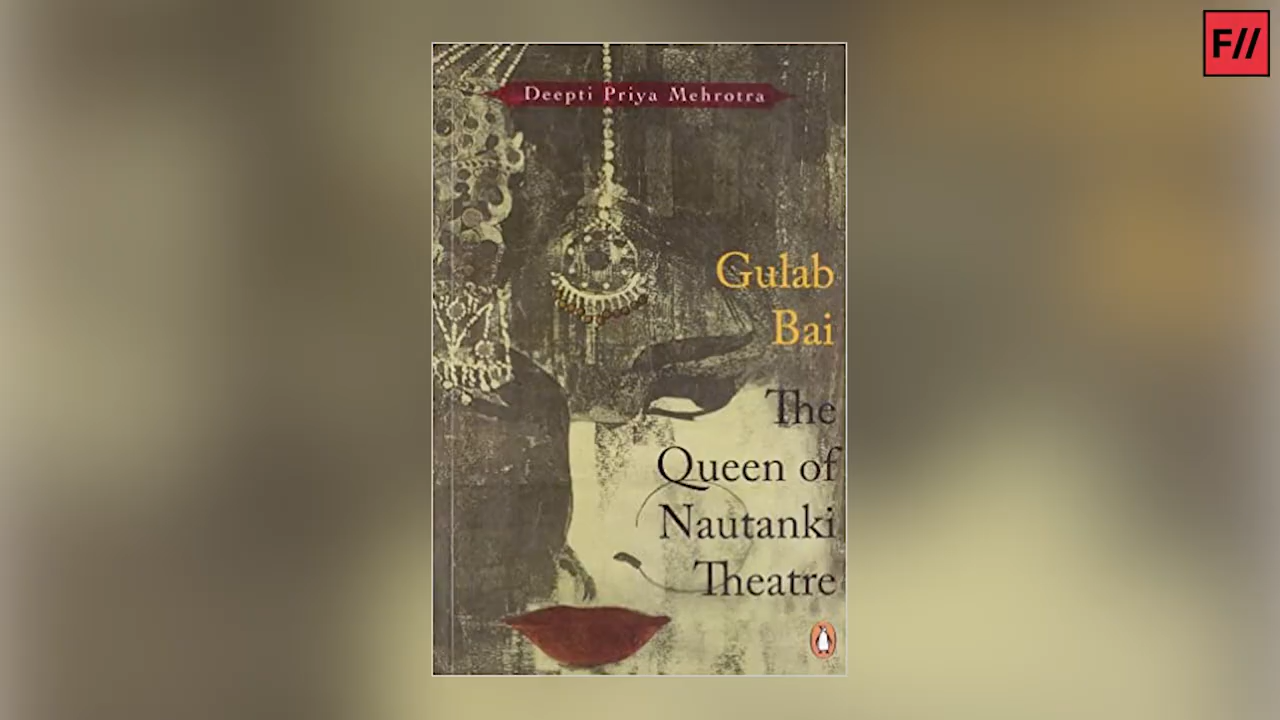 F//
Deepti Priya Mehrotra
Gulab
Bai
The
Queen of
Nautanki
Theatre